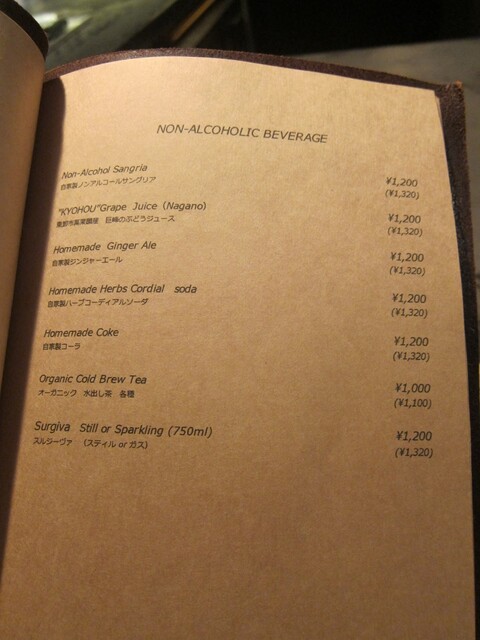 NON-ALCOHOLIC BEVERAGE
Non-Alcohol Sangria ¥1,200
自家製ノンアルコールサングリア (¥1,320)
"KYOHOU"Grape Juice (Nagano) ¥1,200
農園産 巨峰のぶどうジュース (¥1,320)
Homemade Ginger Ale ¥1,200
自家製ジンジャーエール (¥1,320)
Homemade Herbs Cordial soda ¥1,200
自家製ハーブコーディアルソーダ (¥1,320)
Homemade Coke ¥1,200
自家製コーラ (¥1,320)
Organic Cold Brew Tea ¥1,000
オーガニック 水出し茶 各種 (¥1,100)
Surgiva Still or Sparkling (750ml) ¥1,200
スルジーヴァ (スティル or ガス) (¥1,320)